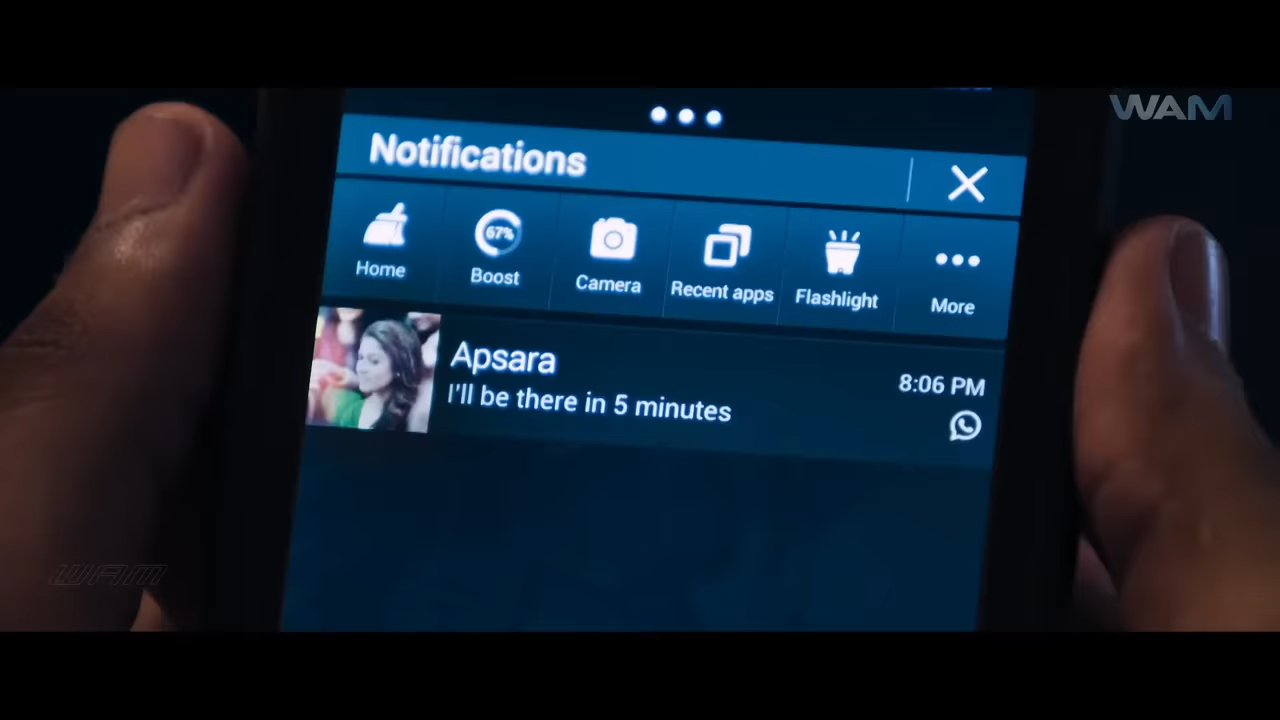 WAM
Notifications
67%
Home
Boost
Camera
Recent apps
Flashlight
More
Apsara
8:06 PM
I'll be there in 5 minutes
WAM